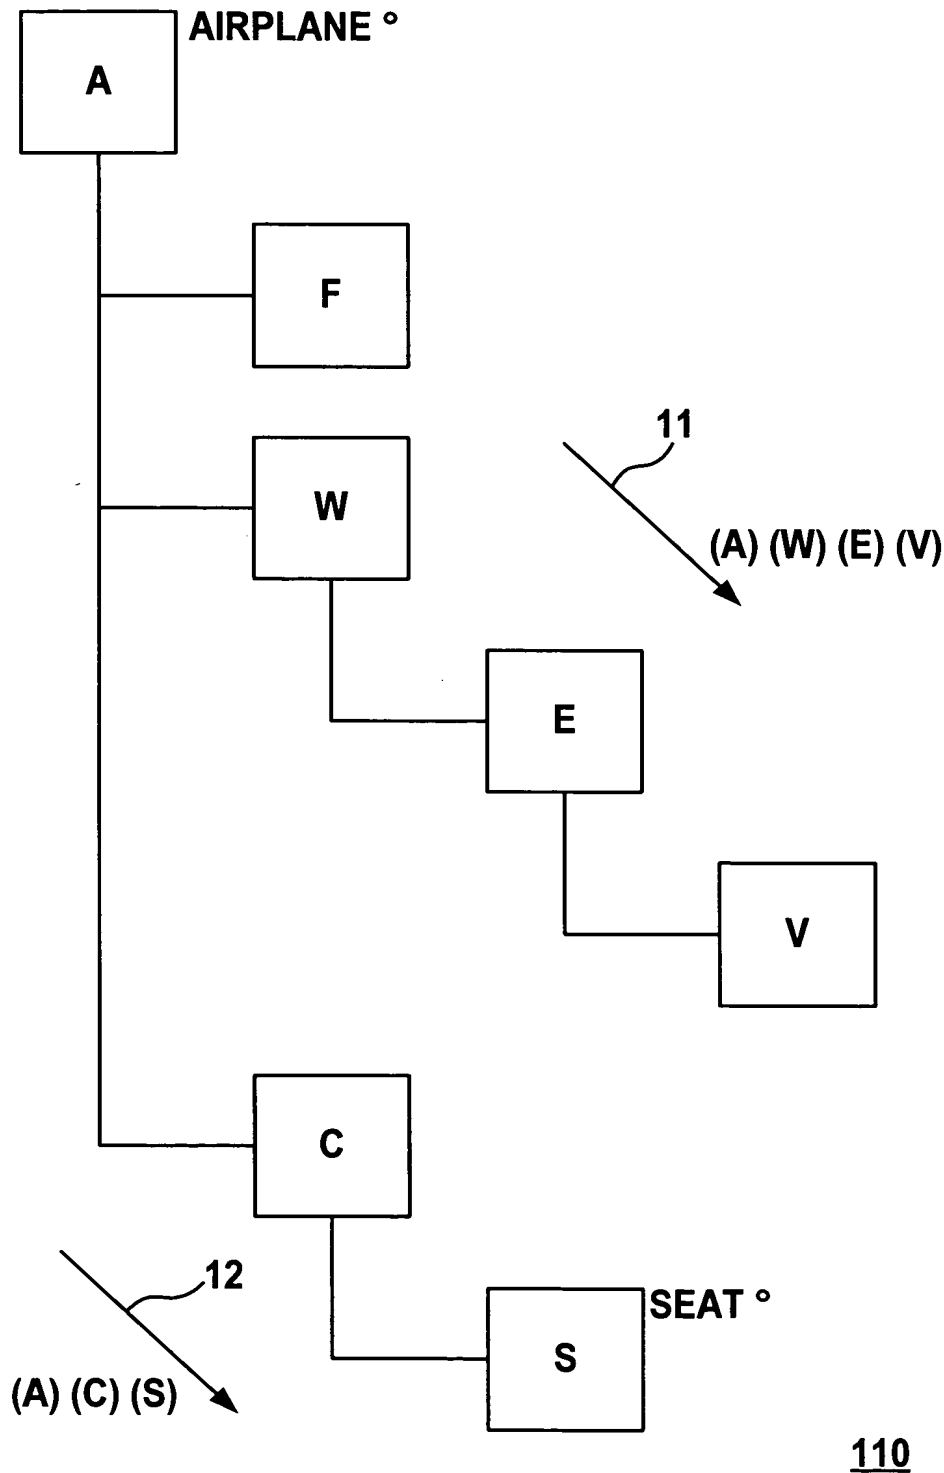 AIRPLANE °
A
F
11
W
(A) (W) (E) (V)
E
V
C
12
SEAT °
S
(A) (C) (S)
110